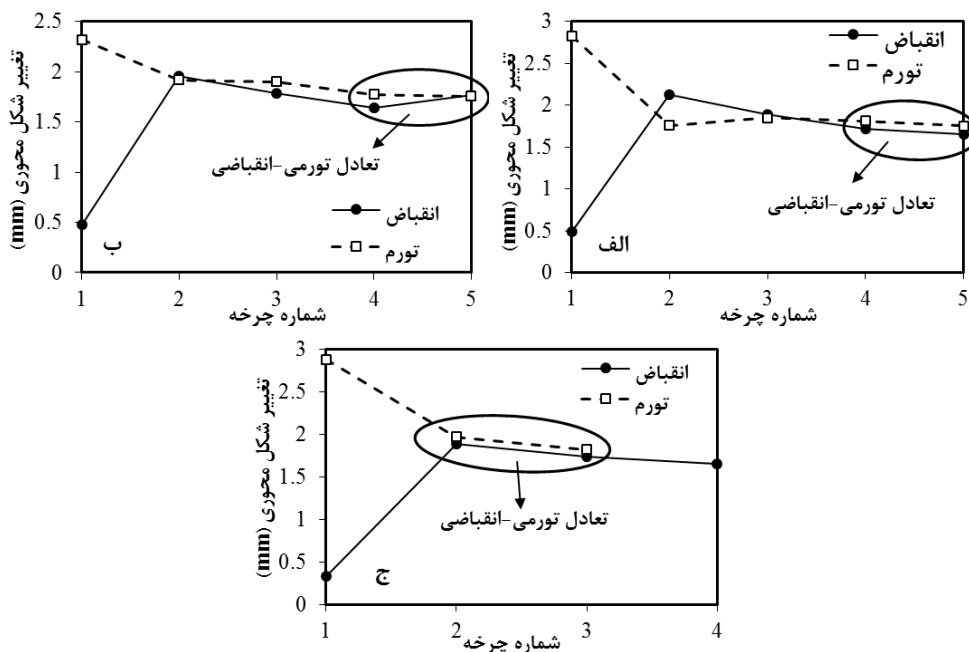 تغییر شکل محوری (mm)
3
2.5
2
1.5
1
0.5
0
انقباض
تورم
تعادل تورمی-انقباضی
الف
1 2 3 4 5
شماره چرخه
تغییر شکل محوری (mm)
2.5
2
1.5
1
0.5
0
تعادل تورمی-انقباضی
انقباض
تورم
ب
1 2 3 4 5
شماره چرخه
تغییر شکل محوری (mm)
3
2.5
2
1.5
1
0.5
0
انقباض
تورم
تعادل تورمی-انقباضی
ج
1 2 3 4
شماره چرخه